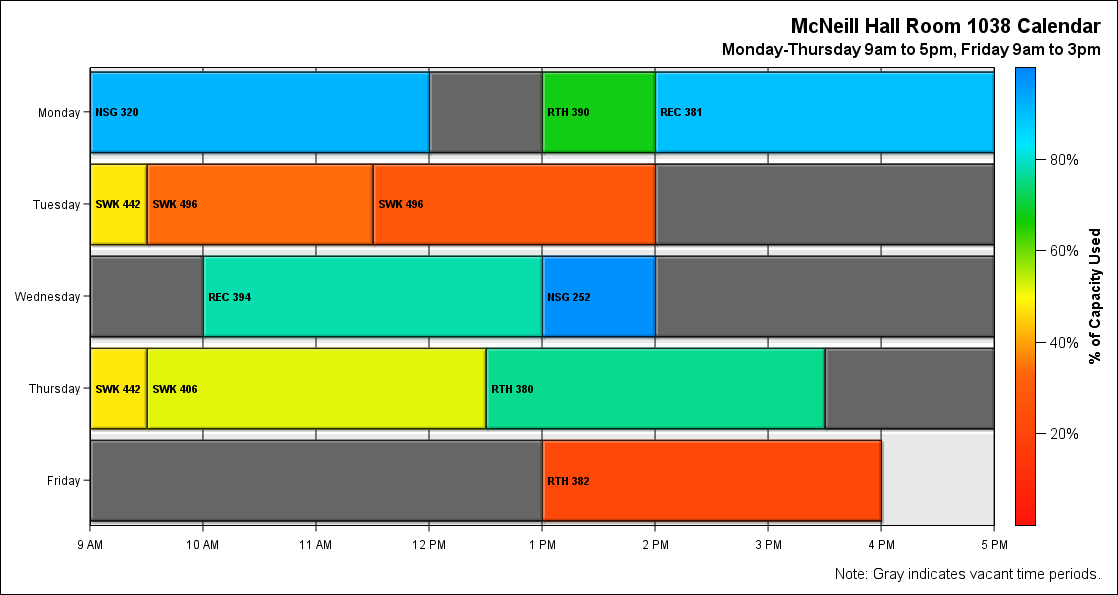 McNeill Hall Room 1038 Calendar
Monday-Thursday 9am to 5pm, Friday 9am to 3pm
Monday
NSG 320
RTH 390
REC 381
Tuesday
SWK 442
SWK 496
SWK 496
Wednesday
REC 394
NSG 252
Thursday
SWK 442
SWK 406
RTH 380
Friday
RTH 382
9 AM
10 AM
11 AM
12 PM
1 PM
2 PM
3 PM
4 PM
5 PM
80%
60%
40%
20%
% of Capacity Used
Note: Gray indicates vacant time periods.